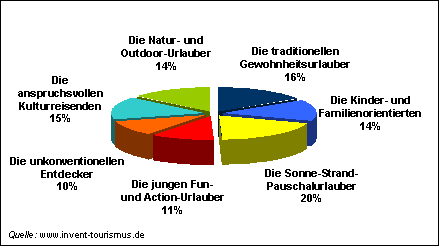 Die Natur- und
Outdoor-Urlauber
14%
Die traditionellen
Gewohnheitsurlauber
16%
Die
anspruchsvollen
Kulturreisenden
15%
Die Kinder- und
Familienorientierten
14%
Die unkonventionellen
Entdecker
10%
Die jungen Fun-
und Action-Urlauber
11%
Die Sonne-Strand-
Pauschalurlauber
20%
Quelle: www.invent-tourismus.de